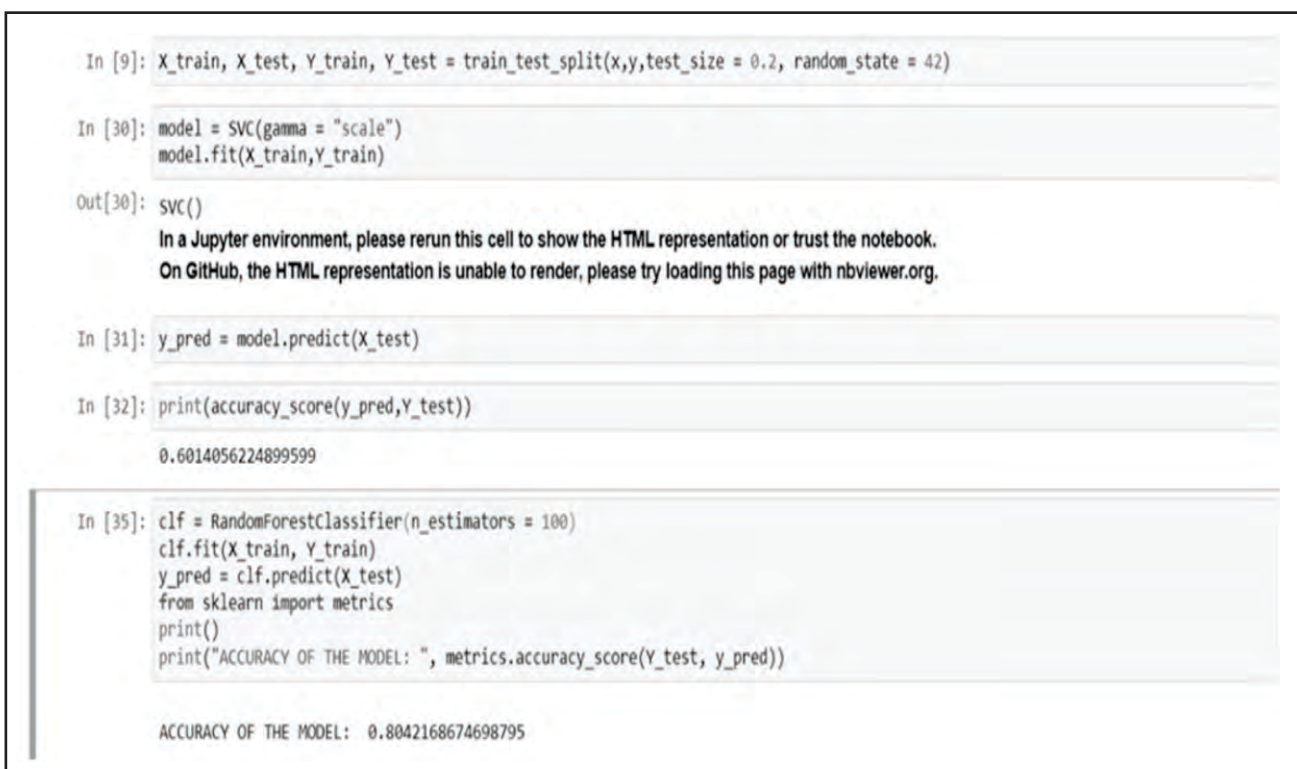 In [9]: X_train, X_test, Y_train, Y_test = train_test_split(x,y,test_size = 0.2, random_state = 42)
In [30]: model = SVC(gamma = "scale")
model.fit(X_train,Y_train)
Out[30]: SVC()
In a Jupyter environment, please rerun this cell to show the HTML representation or trust the notebook.
On GitHub, the HTML representation is unable to render, please try loading this page with nbviewer.org.
In [31]: y_pred = model.predict(X_test)
In [32]: print(accuracy_score(y_pred,Y_test))
0.6014056224899599
In [35]: clf = RandomForestClassifier(n_estimators = 100)
clf.fit(X_train, Y_train)
y_pred = clf.predict(X_test)
from sklearn import metrics
print()
print("ACCURACY OF THE MODEL: ", metrics.accuracy_score(Y_test, y_pred))
ACCURACY OF THE MODEL: 0.8042168674698795